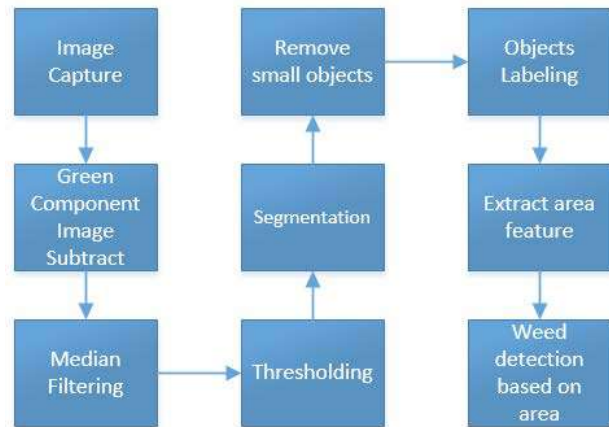 Image
Capture
Green
Component
Image
Subtract
Median
Filtering
Thresholding
Segmentation
Remove
small objects
Objects
Labeling
Extract area
feature
Weed
detection
based on
area